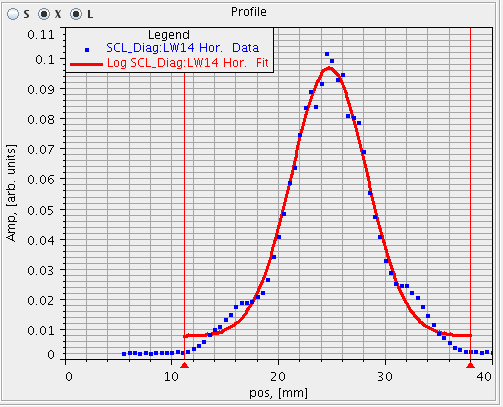 S X L Profile
Legend
SCL_Diag:LW14 Hor. Data
Log SCL_Diag:LW14 Hor. Fit
0.11
0.1
0.09
0.08
0.07
0.06
0.05
0.04
0.03
0.02
0.01
0
Amp, [arb. units]
0 10 20 30 40
pos, [mm]